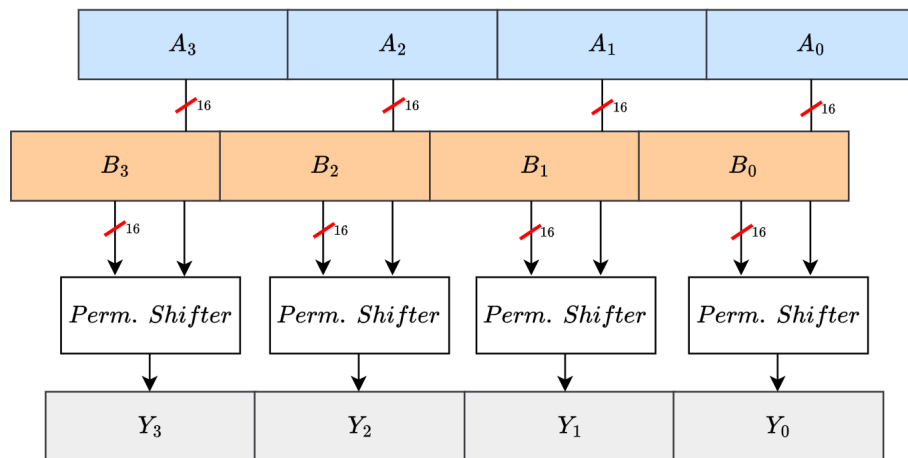 A₃ A₂ A₁ A₀
16 16 16 16
B₃ B₂ B₁ B₀
16 16 16 16
Perm. Shifter Perm. Shifter Perm. Shifter Perm. Shifter
Y₃ Y₂ Y₁ Y₀